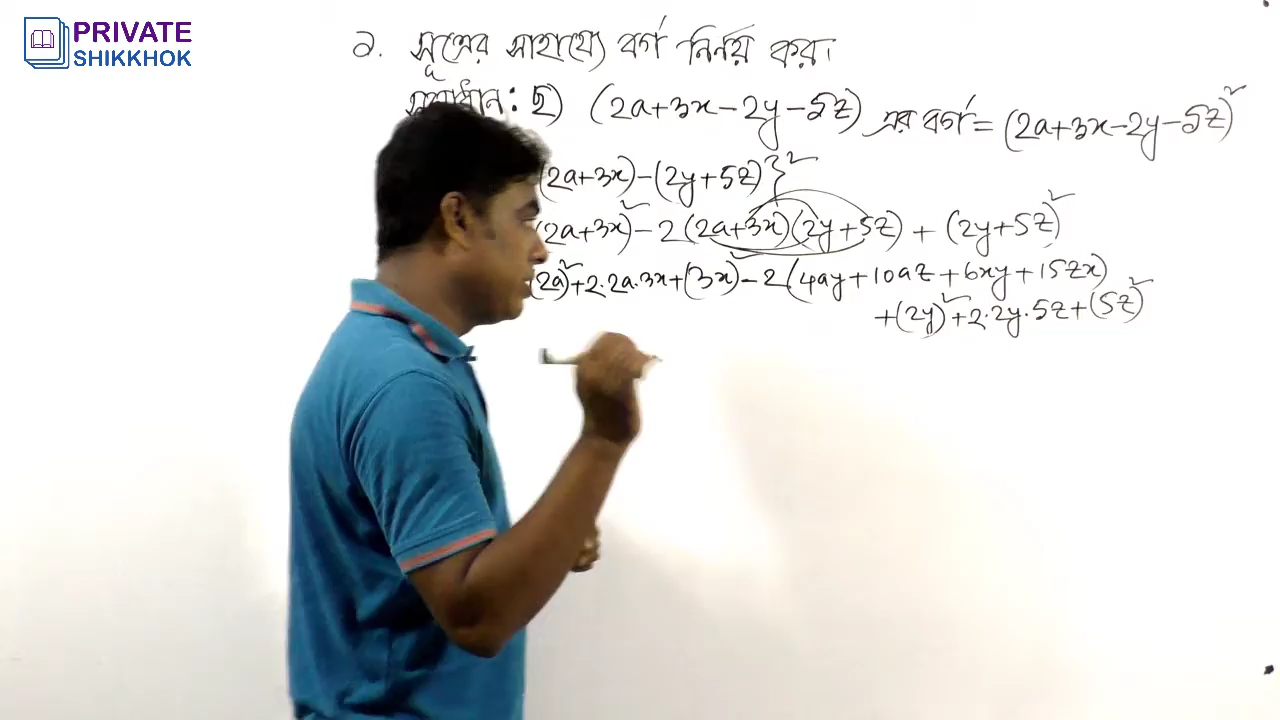 PRIVATE
SHIKKHOK
১. সূত্রের সাহায্যে বর্গ নির্ণয় কর।
সমাধান: ছ) (2a+3x-2y-5z) এর বর্গ = (2a+3x-2y-5z)²
(2a+3x)-(2y+5z)}²
(2a+3x)²-2(2a+3x)(2y+5z)+(2y+5z)²
(2a)²+2·2a·3x+(3x)²-2(4ay+10az+6xy+15zx)
+(2y)²+2·2y·5z+(5z)²